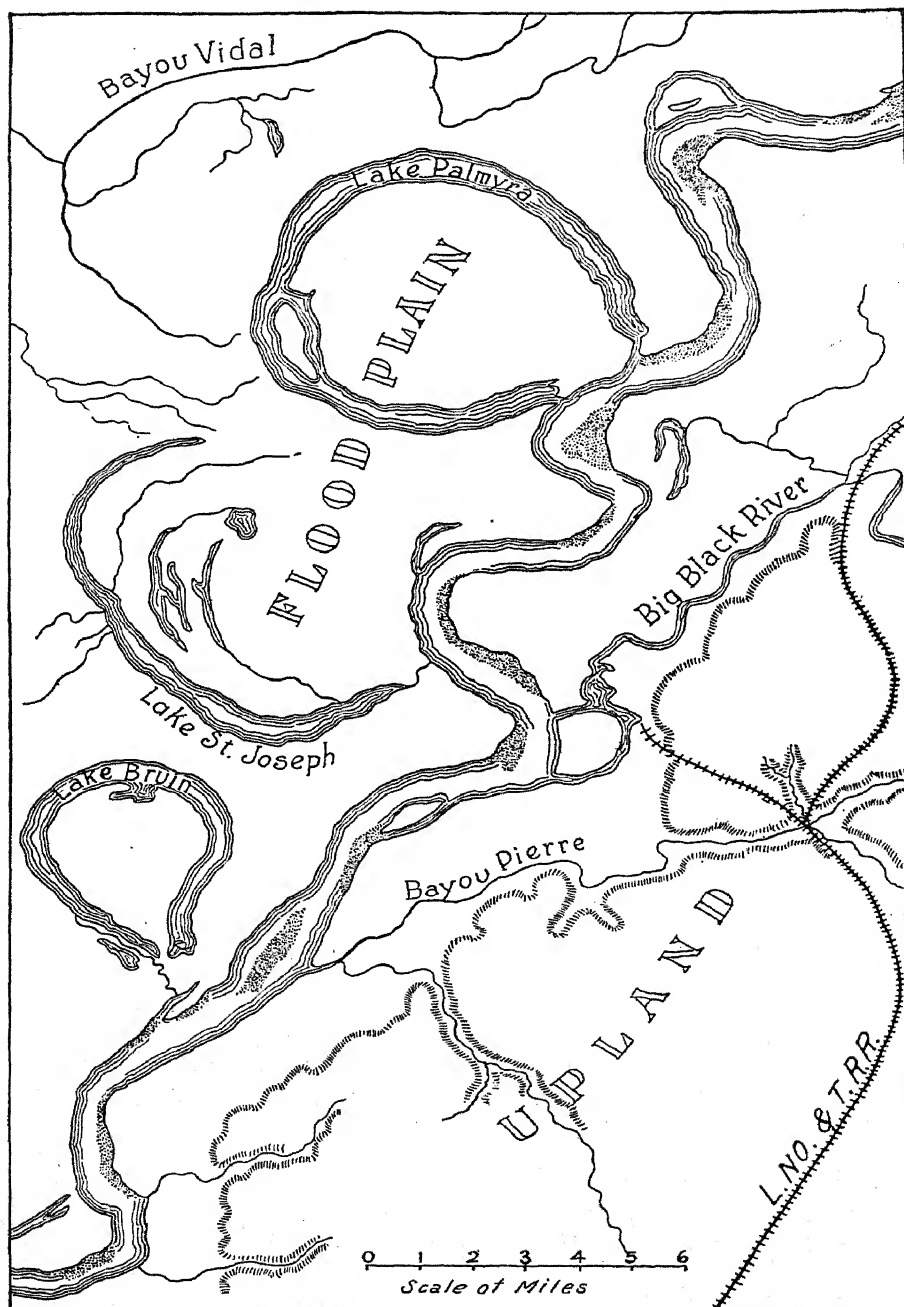 Bayou Vidal
Lake Palmyra
FLOOD PLAIN
Big Black River
Lake St. Joseph
Lake Bruin
Bayou Pierre
UPLAND
L. NO. & T. R.R.
0 1 2 3 4 5 6
Scale of Miles